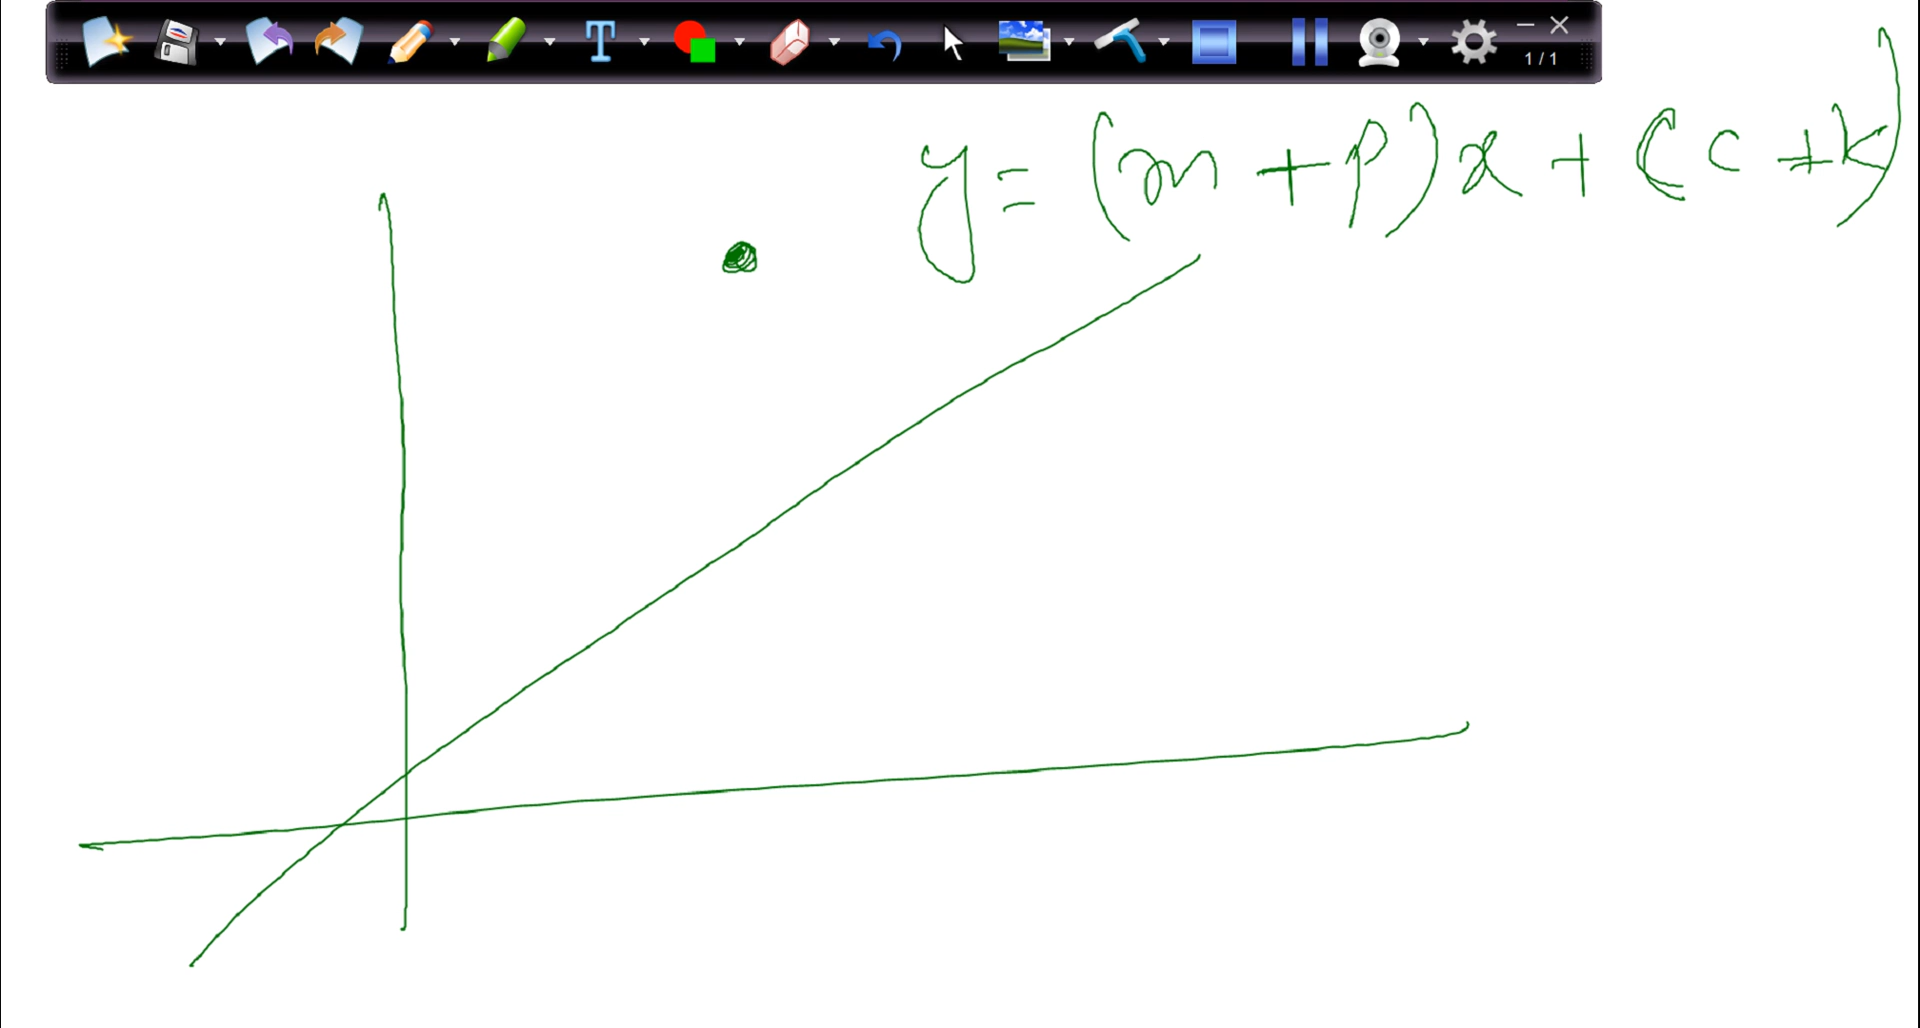 1 / 1
y = (m + p) x + (c + k)